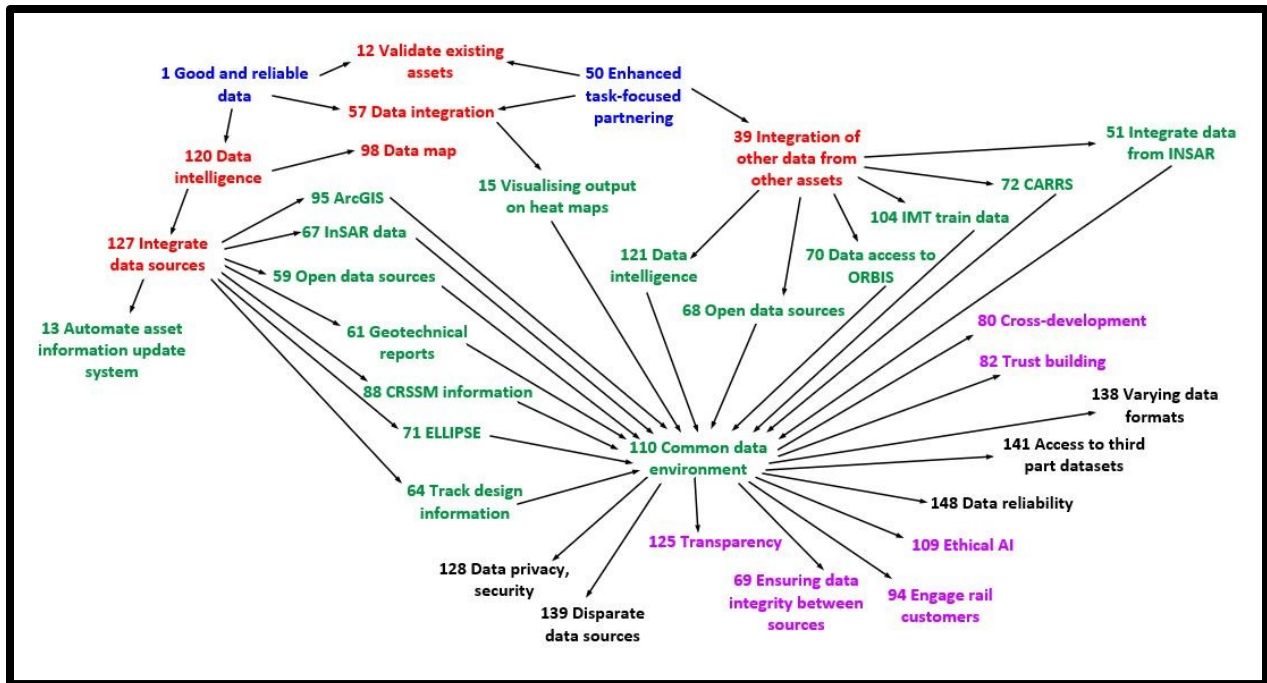 12 Validate existing
assets
1 Good and reliable
data
50 Enhanced
task-focused
partnering
57 Data integration
39 Integration of
other data from
other assets
51 Integrate data
from INSAR
120 Data
intelligence
98 Data map
15 Visualising output
on heat maps
72 CARRS
95 ArcGIS
104 IMT train data
67 InSAR data
127 Integrate
data sources
121 Data
intelligence
70 Data access to
ORBIS
59 Open data sources
68 Open data sources
13 Automate asset
information update
system
61 Geotechnical
reports
80 Cross-development
82 Trust building
88 CRSSM information
138 Varying data
formats
71 ELLIPSE
110 Common data
environment
141 Access to third
part datasets
64 Track design
information
148 Data reliability
125 Transparency
109 Ethical AI
128 Data privacy,
security
69 Ensuring data
integrity between
sources
94 Engage rail
customers
139 Disparate
data sources